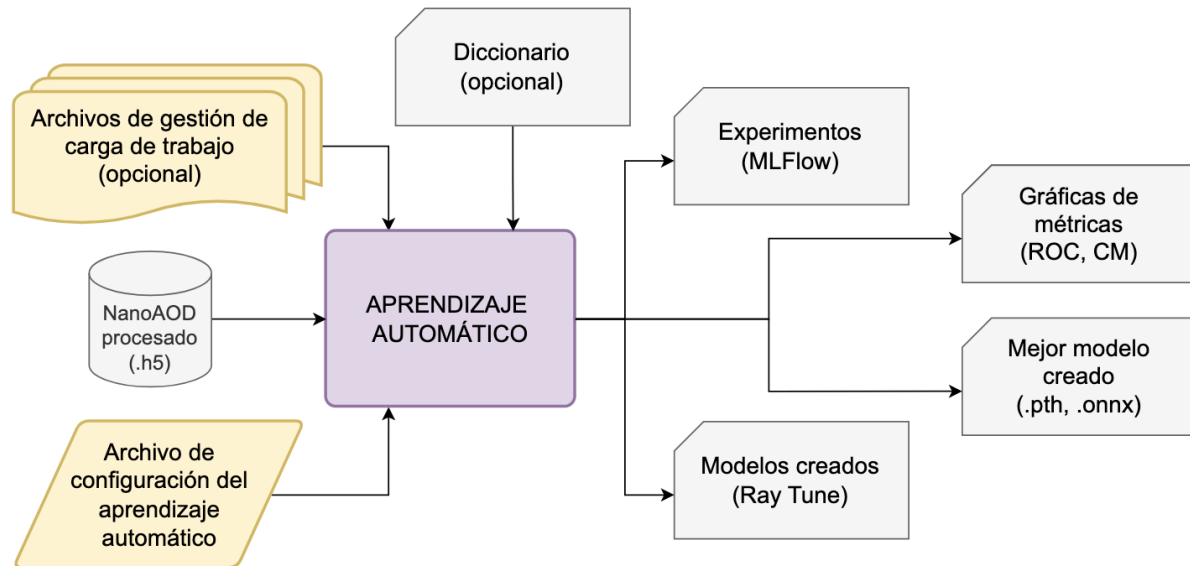 Diccionario
(opcional)
Archivos de gestión de
carga de trabajo
(opcional)
Experimentos
(MLFlow)
Gráficas de
métricas
(ROC, CM)
NanoAOD
procesado
(.h5)
APRENDIZAJE
AUTOMÁTICO
Mejor modelo
creado
(.pth, .onnx)
Archivo de
configuración del
aprendizaje
automático
Modelos creados
(Ray Tune)